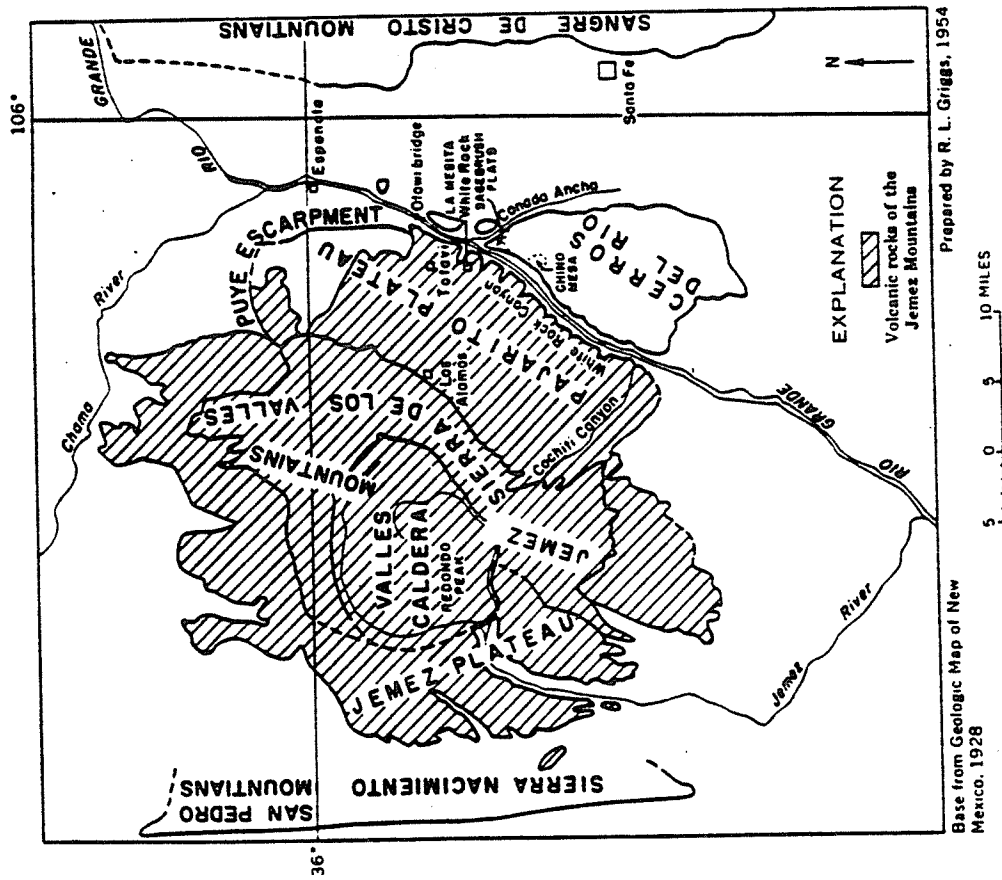 106°
36°
SANGRE DE CRISTO MOUNTIANS
RIO GRANDE
Chama River
Espanola
PUYE ESCARPMENT
Otowi bridge
LA MESITA
White Rock
SAGEBRUSH
FLATS
Canada Ancha
Santa Fe
N
PAJARITO PLATEAU
Los
Alamos
White Rock Canyon
CHINO
MESA
CERROS
DEL RIO
SIERRA DE LOS VALLES
JEMEZ MOUNTAINS
VALLES
CALDERA
REDONDO
PEAK
Cochiti Canyon
JEMEZ PLATEAU
Jemez River
RIO GRANDE
SAN PEDRO
MOUNTIANS
SIERRA NACIMIENTO
EXPLANATION
Volcanic rocks of the
Jemez Mountains
5 0 5 10 MILES
Base from Geologic Map of New
Mexico, 1928
Prepared by R. L. Griggs, 1954